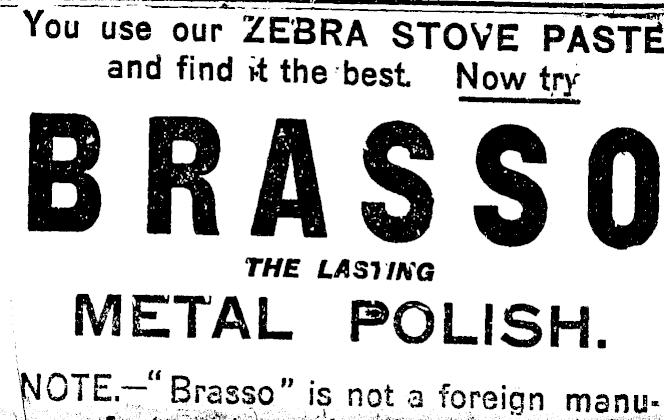 You use our ZEBRA STOVE PASTE
and find it the best. Now try
BRASSO
THE LASTING
METAL POLISH.
NOTE.—"Brasso" is not a foreign manu-